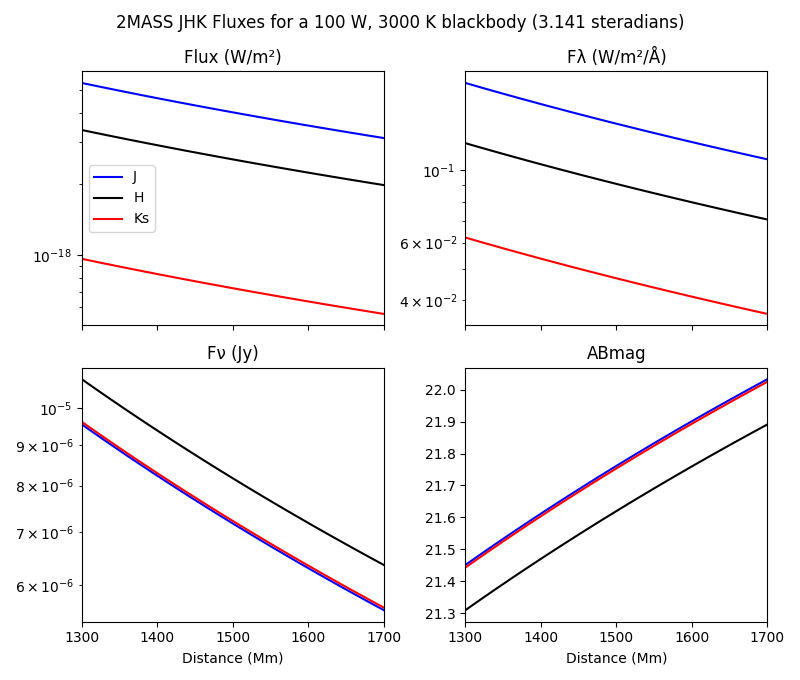 2MASS JHK Fluxes for a 100 W, 3000 K blackbody (3.141 steradians)
Flux (W/m²)
10⁻¹⁸
J
H
Ks
Fλ (W/m²/Å)
10⁻¹
6 × 10⁻²
4 × 10⁻²
Fν (Jy)
10⁻⁵
9 × 10⁻⁶
8 × 10⁻⁶
7 × 10⁻⁶
6 × 10⁻⁶
1300 1400 1500 1600 1700
Distance (Mm)
ABmag
22.0
21.9
21.8
21.7
21.6
21.5
21.4
21.3
1300 1400 1500 1600 1700
Distance (Mm)